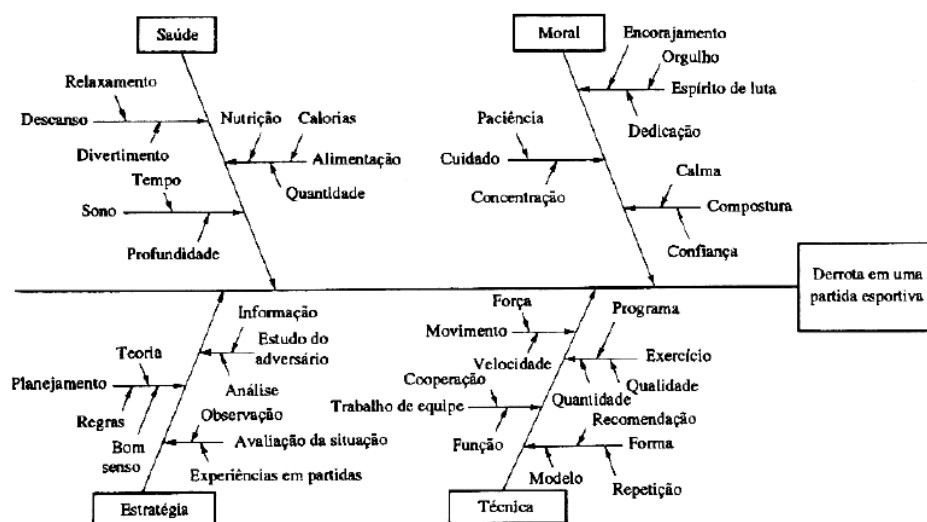 Saúde
Relaxamento
Descanso
Divertimento
Tempo
Sono
Profundidade
Nutrição
Calorias
Alimentação
Quantidade
Moral
Encorajamento
Orgulho
Espírito de luta
Dedicação
Paciência
Cuidado
Concentração
Calma
Compostura
Confiança
Derrota em uma
partida esportiva
Informação
Estudo do
adversário
Análise
Teoria
Planejamento
Regras
Bom
senso
Observação
Avaliação da situação
Experiências em partidas
Estratégia
Força
Movimento
Velocidade
Programa
Exercício
Quantidade
Qualidade
Cooperação
Trabalho de equipe
Função
Recomendação
Forma
Modelo
Repetição
Técnica